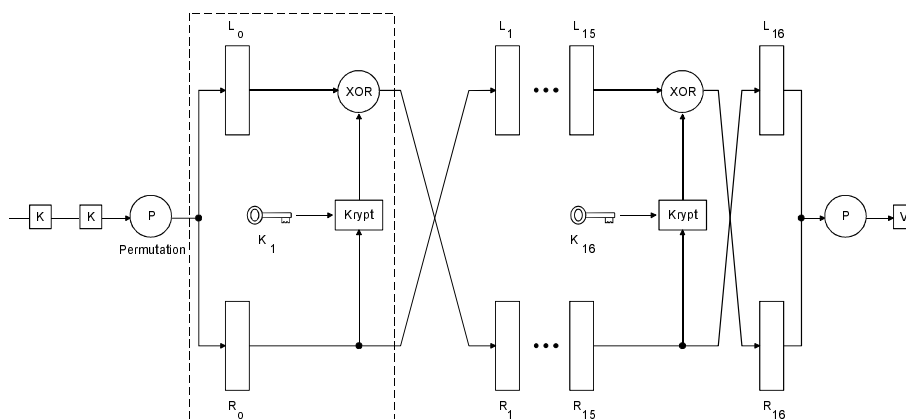 L0 L1 L15 L16
XOR XOR
K K P P V
Permutation
K1 Krypt K16 Krypt
R0 R1 R15 R16